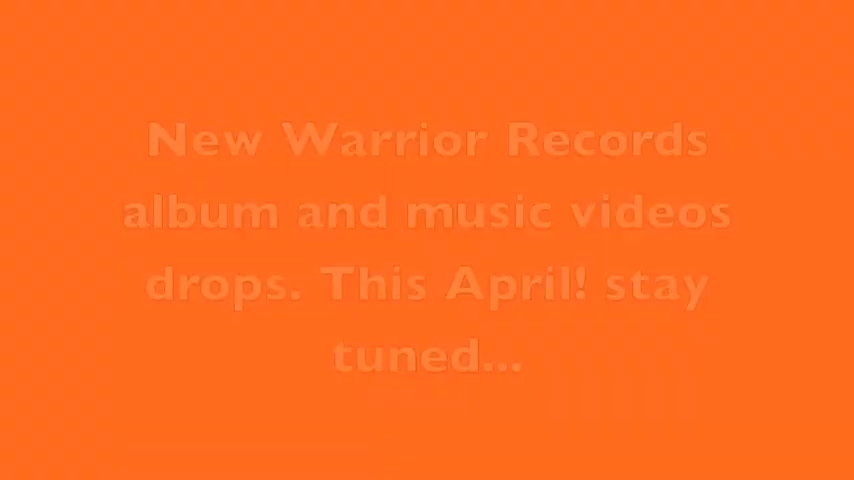 New Warrior Records
album and music videos
drops. This April! stay
tuned...